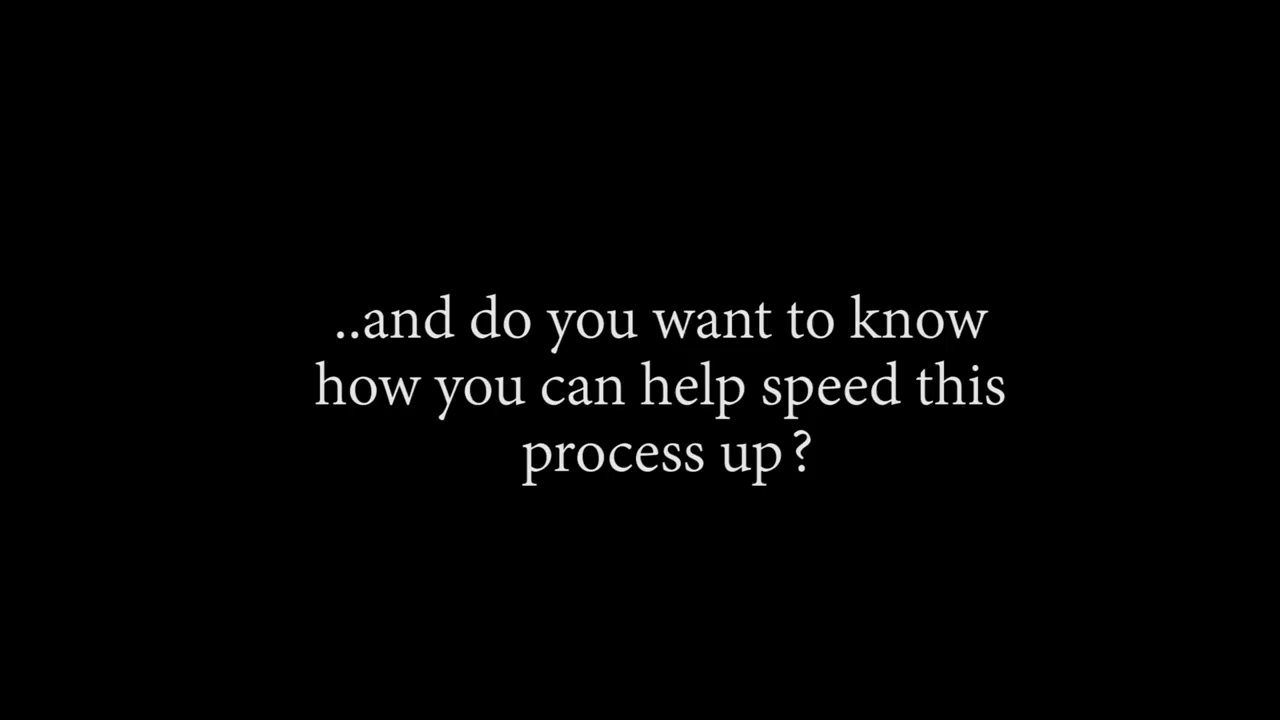 ..and do you want to know
how you can help speed this
process up?